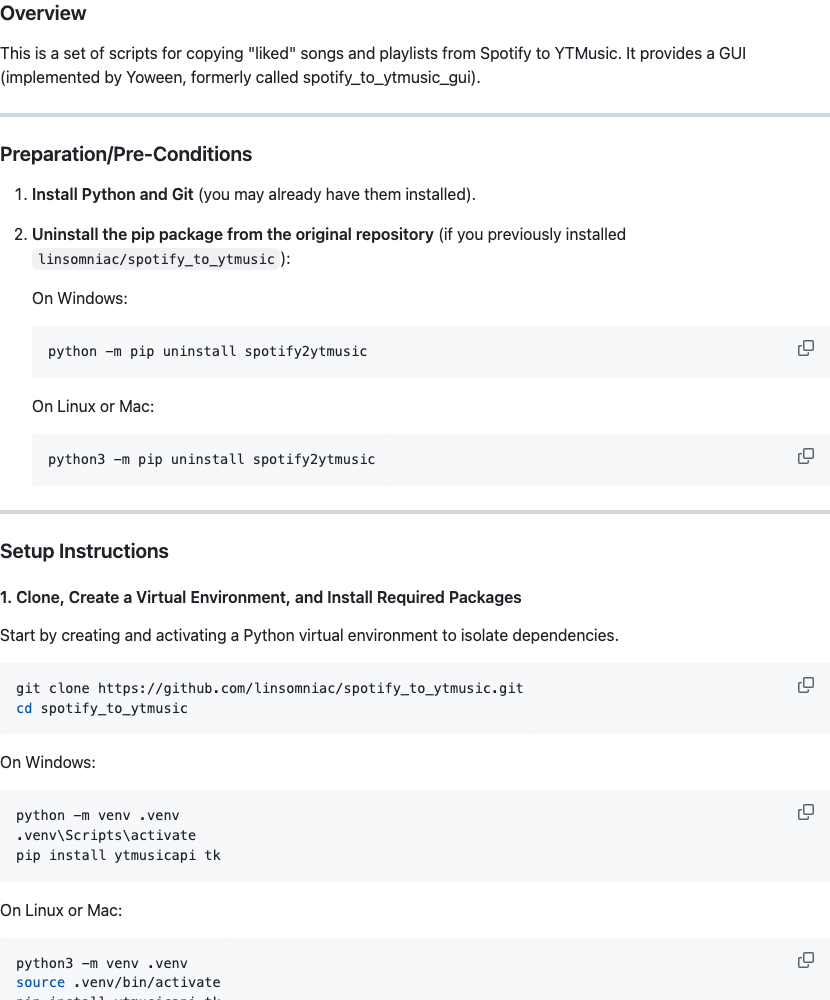 Overview
This is a set of scripts for copying "liked" songs and playlists from Spotify to YTMusic. It provides a GUI
(implemented by Yoween, formerly called spotify_to_ytmusic_gui).
Preparation/Pre-Conditions
1. Install Python and Git (you may already have them installed).
2. Uninstall the pip package from the original repository (if you previously installed
linsomniac/spotify_to_ytmusic ):
On Windows:
python -m pip uninstall spotify2ytmusic
On Linux or Mac:
python3 -m pip uninstall spotify2ytmusic
Setup Instructions
1. Clone, Create a Virtual Environment, and Install Required Packages
Start by creating and activating a Python virtual environment to isolate dependencies.
git clone https://github.com/linsomniac/spotify_to_ytmusic.git
cd spotify_to_ytmusic
On Windows:
python -m venv .venv
.venv\Scripts\activate
pip install ytmusicapi tk
On Linux or Mac:
python3 -m venv .venv
source .venv/bin/activate
pip install ytmusicapi tk